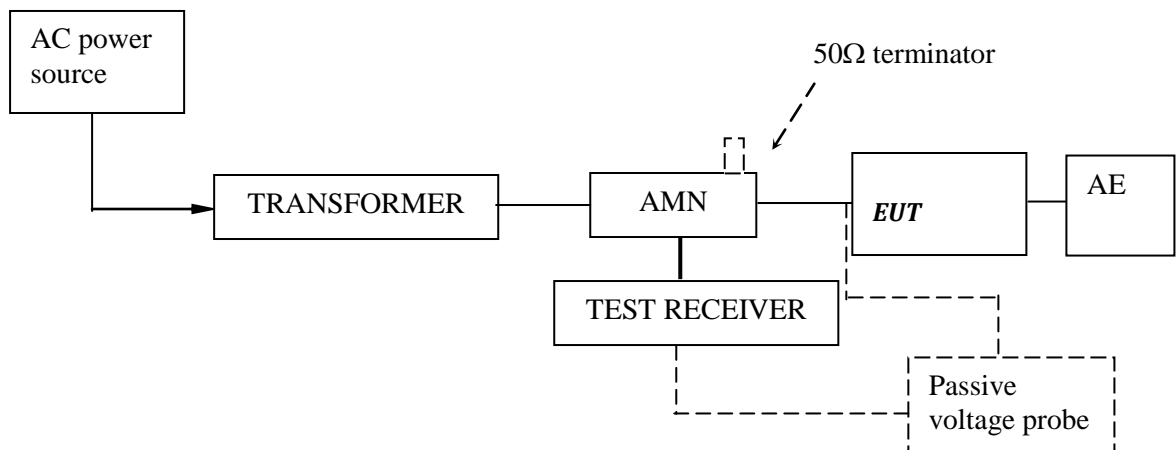 AC power
source
50Ω terminator
TRANSFORMER
AMN
EUT
AE
TEST RECEIVER
Passive
voltage probe